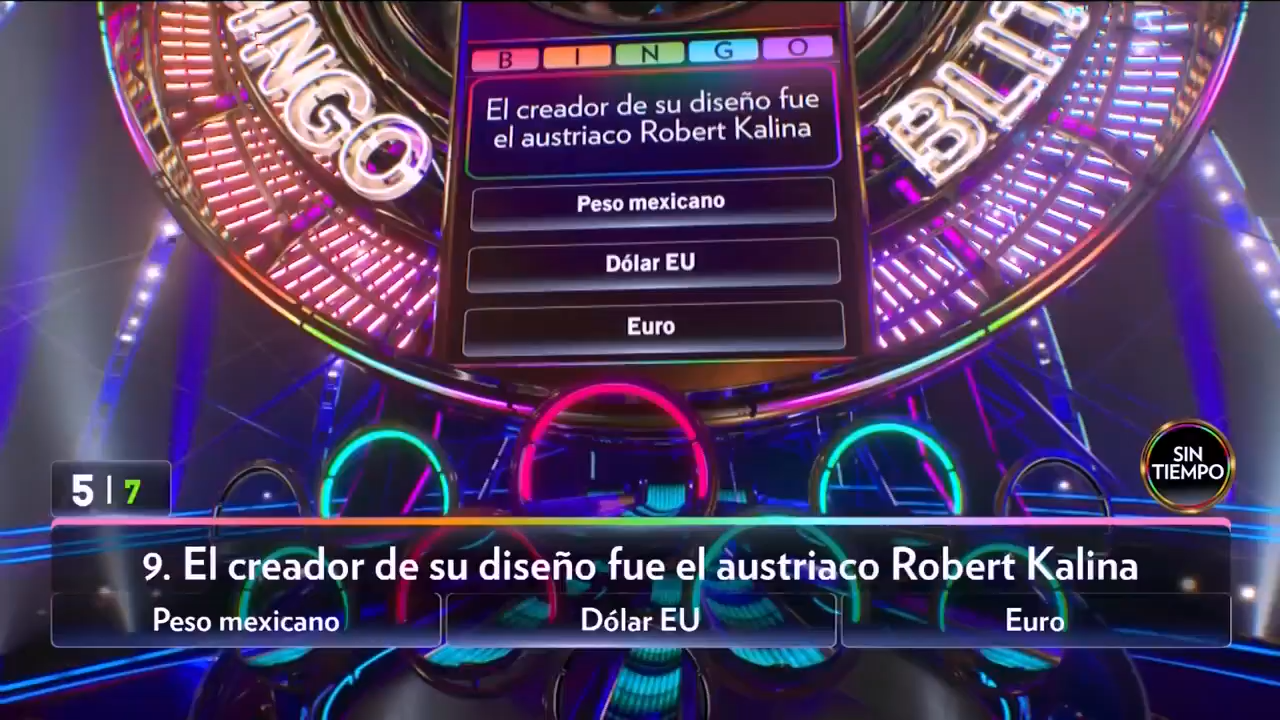 INGO
BLIT
B I N G O
El creador de su diseño fue
el austriaco Robert Kalina
Peso mexicano
Dólar EU
Euro
SIN
TIEMPO
5 | 7
9. El creador de su diseño fue el austriaco Robert Kalina
Peso mexicano
Dólar EU
Euro